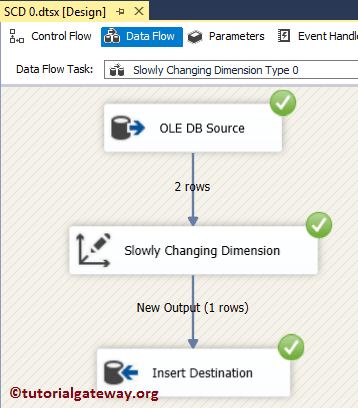 SCD 0.dtsx [Design]
Control Flow Data Flow Parameters Event Handle
Data Flow Task: Slowly Changing Dimension Type 0
OLE DB Source
2 rows
Slowly Changing Dimension
New Output (1 rows)
Insert Destination
©tutorialgateway.org